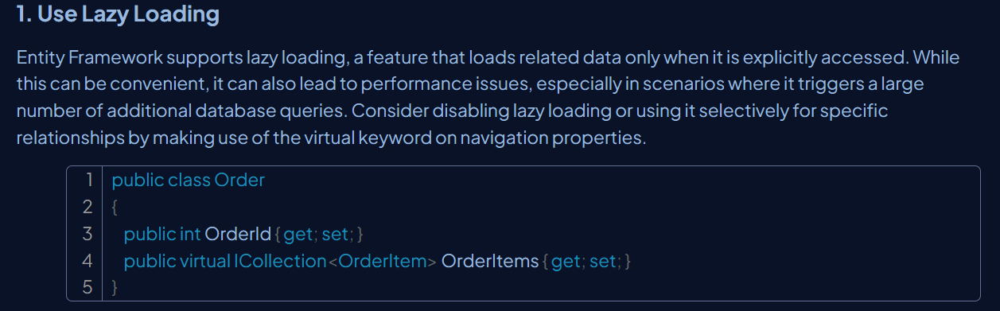 1. Use Lazy Loading
Entity Framework supports lazy loading, a feature that loads related data only when it is explicitly accessed. While
this can be convenient, it can also lead to performance issues, especially in scenarios where it triggers a large
number of additional database queries. Consider disabling lazy loading or using it selectively for specific
relationships by making use of the virtual keyword on navigation properties.
1 public class Order
2 {
3 public int OrderId { get; set; }
4 public virtual ICollection<OrderItem> OrderItems { get; set; }
5 }